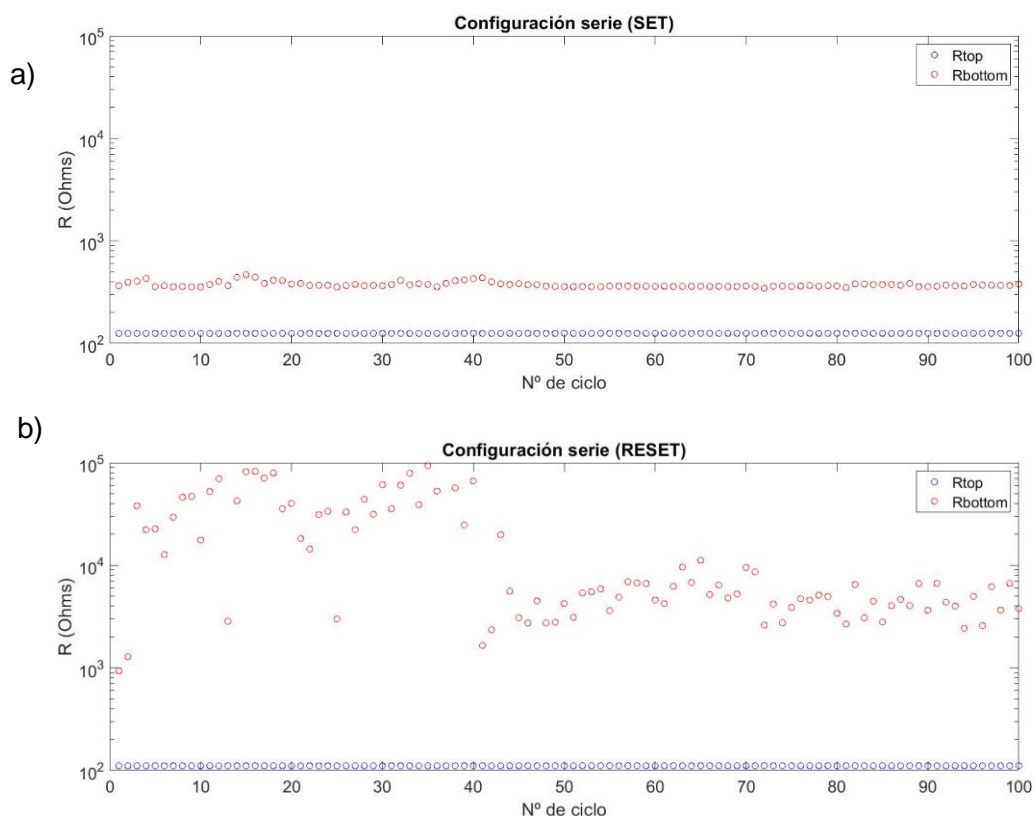 a)
Configuración serie (SET)
Rtop
Rbottom
R (Ohms)
10^5
10^4
10^3
10^2
0 10 20 30 40 50 60 70 80 90 100
Nº de ciclo
b)
Configuración serie (RESET)
Rtop
Rbottom
R (Ohms)
10^5
10^4
10^3
10^2
0 10 20 30 40 50 60 70 80 90 100
Nº de ciclo